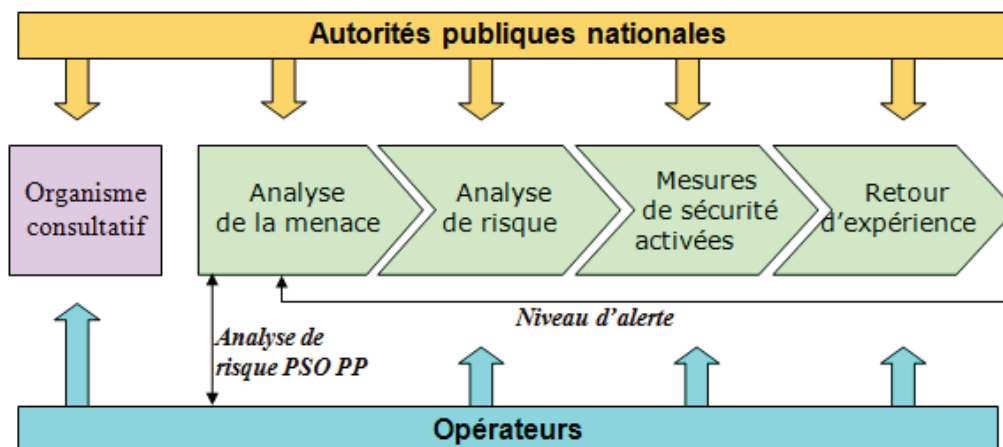 Autorités publiques nationales
Organisme
consultatif
Analyse
de la menace
Analyse
de risque
Mesures
de sécurité
activées
Retour
d'expérience
Niveau d'alerte
Analyse de
risque PSO PP
Opérateurs